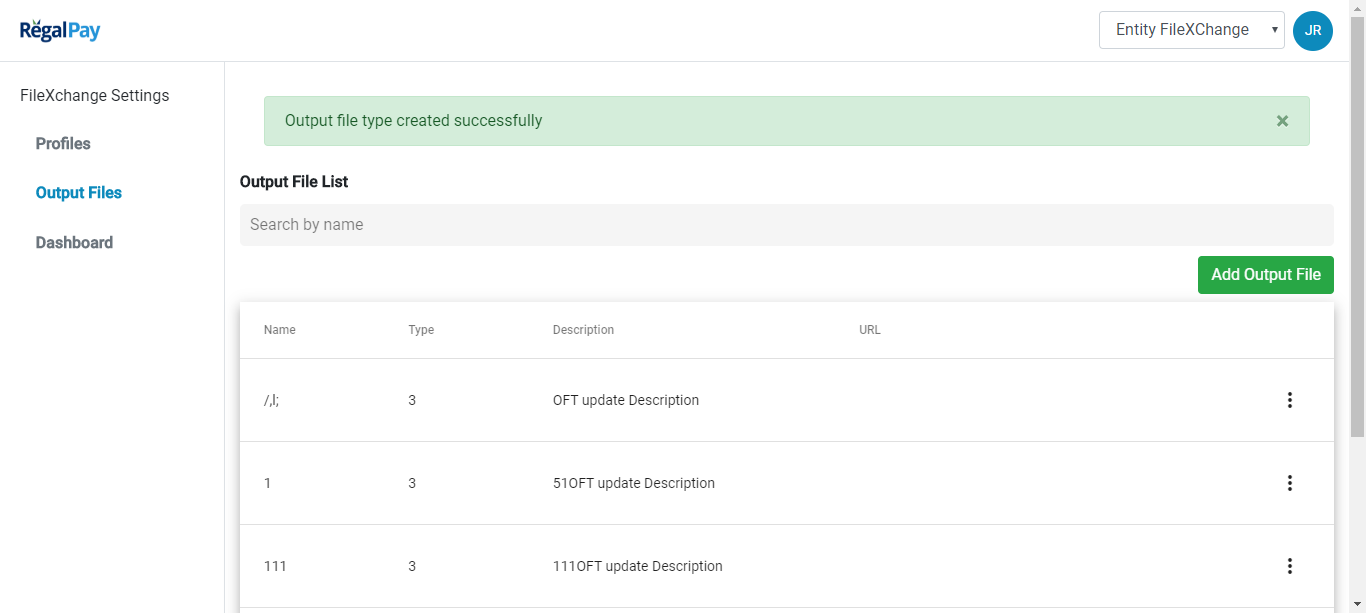 RegalPay
Entity FileXChange
JR
FileXchange Settings
Profiles
Output Files
Dashboard
Output file type created successfully
×
Output File List
Search by name
Add Output File
Name Type Description URL
/,l; 3 OFT update Description
1 3 51OFT update Description
111 3 111OFT update Description